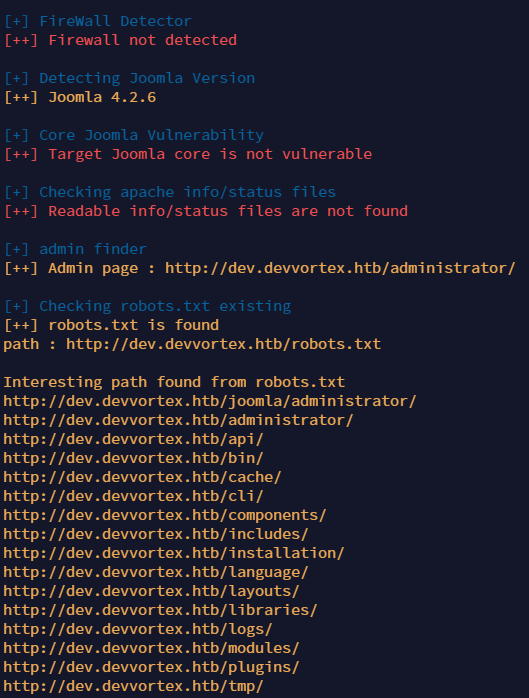 [+] FireWall Detector
[++] Firewall not detected
[+] Detecting Joomla Version
[++] Joomla 4.2.6
[+] Core Joomla Vulnerability
[++] Target Joomla core is not vulnerable
[+] Checking apache info/status files
[++] Readable info/status files are not found
[+] admin finder
[++] Admin page : http://dev.devvortex.htb/administrator/
[+] Checking robots.txt existing
[++] robots.txt is found
path : http://dev.devvortex.htb/robots.txt
Interesting path found from robots.txt
http://dev.devvortex.htb/joomla/administrator/
http://dev.devvortex.htb/administrator/
http://dev.devvortex.htb/api/
http://dev.devvortex.htb/bin/
http://dev.devvortex.htb/cache/
http://dev.devvortex.htb/cli/
http://dev.devvortex.htb/components/
http://dev.devvortex.htb/includes/
http://dev.devvortex.htb/installation/
http://dev.devvortex.htb/language/
http://dev.devvortex.htb/layouts/
http://dev.devvortex.htb/libraries/
http://dev.devvortex.htb/logs/
http://dev.devvortex.htb/modules/
http://dev.devvortex.htb/plugins/
http://dev.devvortex.htb/tmp/